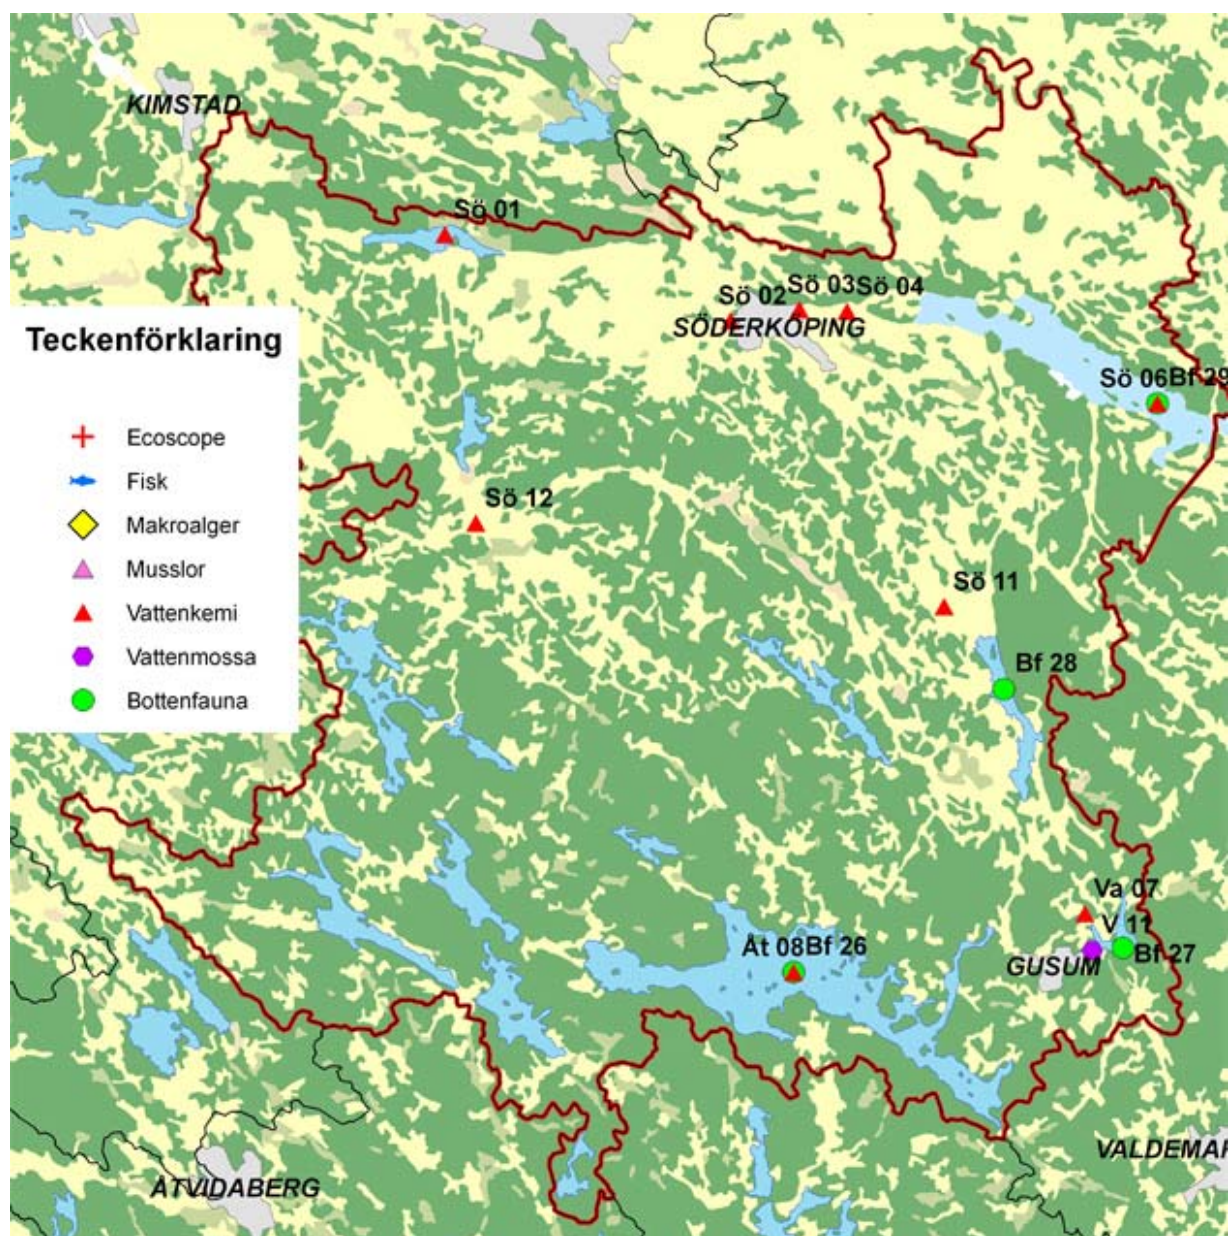 KIMSTAD
Sö 01
Sö 02
Sö 03
Sö 04
SÖDERKÖPING
Teckenförklaring
Ecoscope
Fisk
Makroalger
Musslor
Vattenkemi
Vattenmossa
Bottenfauna
Sö 06
Bf 29
Sö 12
Sö 11
Bf 28
Va 07
V 11
Bf 27
GUSUM
Åt 08
Bf 26
VALDEMAR
ÅTVIDABERG